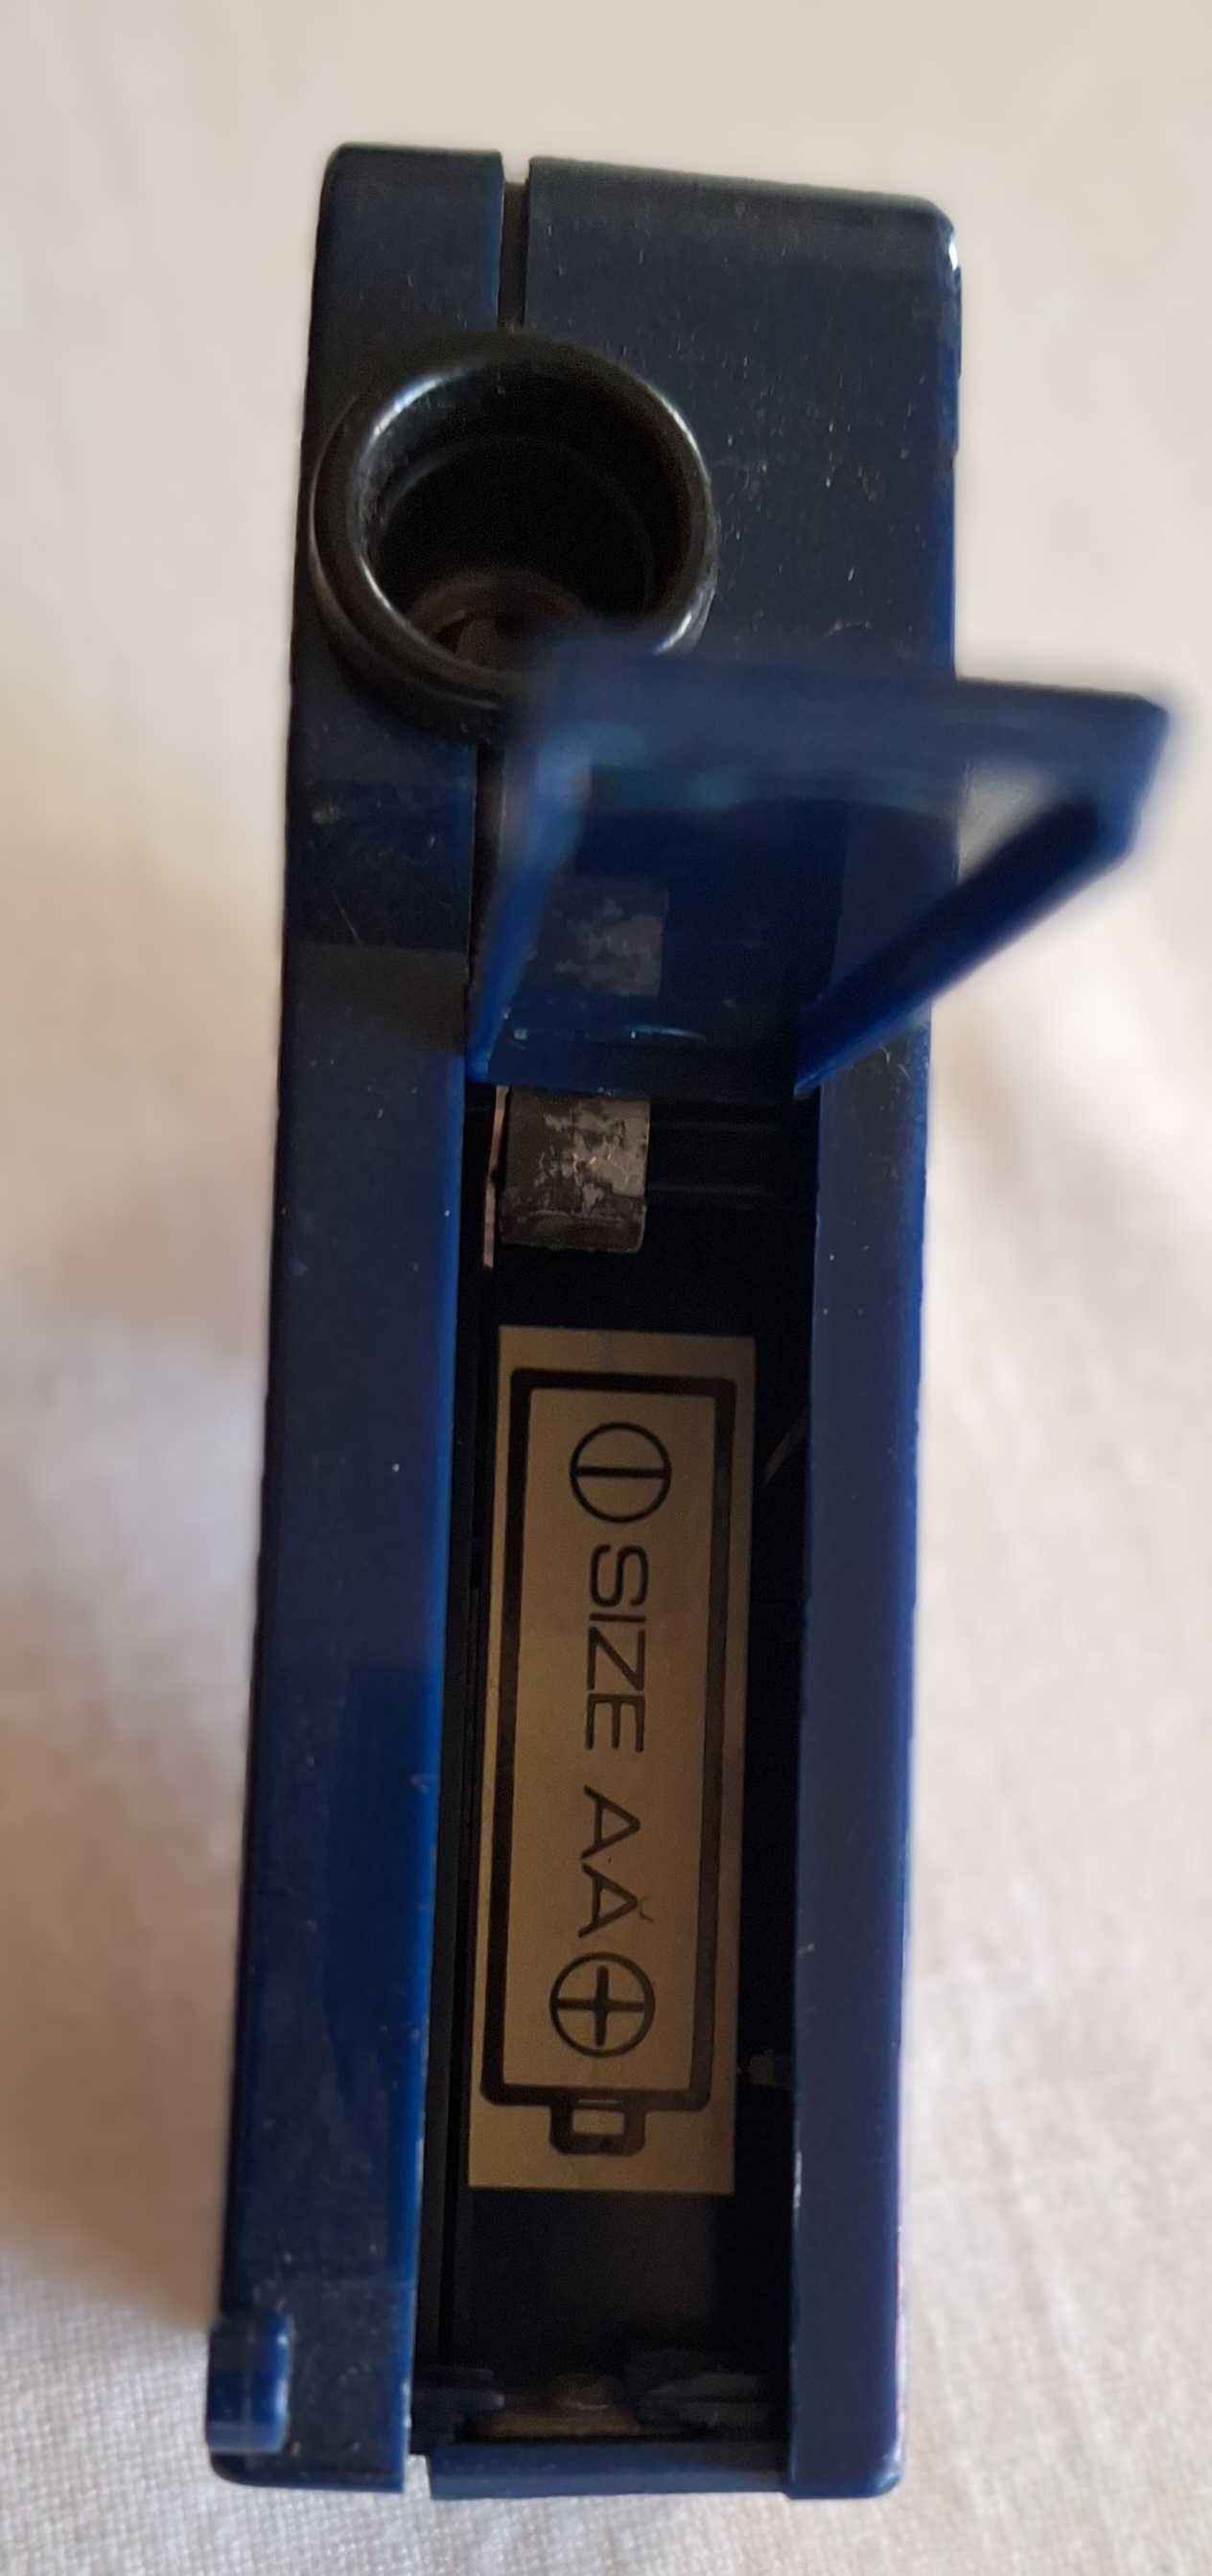 ⊖ SIZE AA ⊕